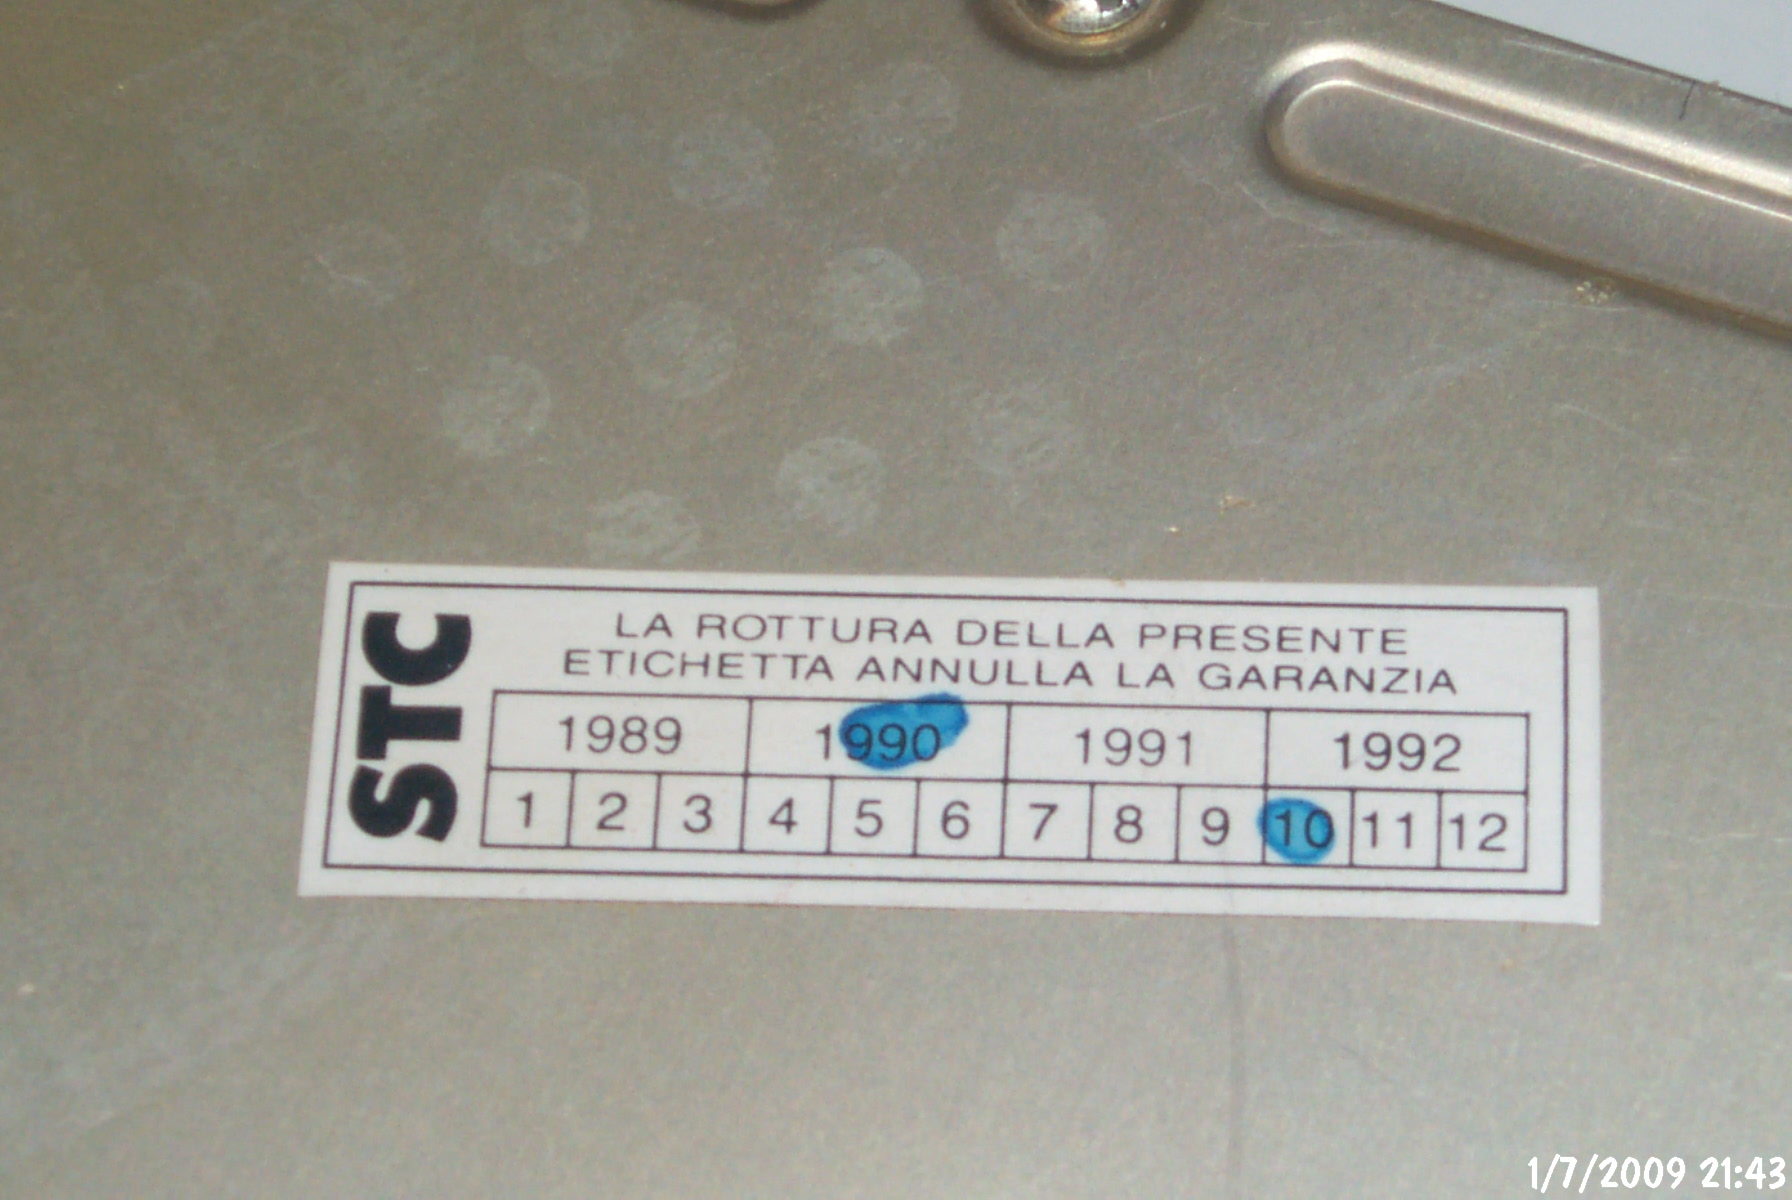 STC
LA ROTTURA DELLA PRESENTE
ETICHETTA ANNULLA LA GARANZIA
1989 1990 1991 1992
1 2 3 4 5 6 7 8 9 10 11 12
1/7/2009 21:43